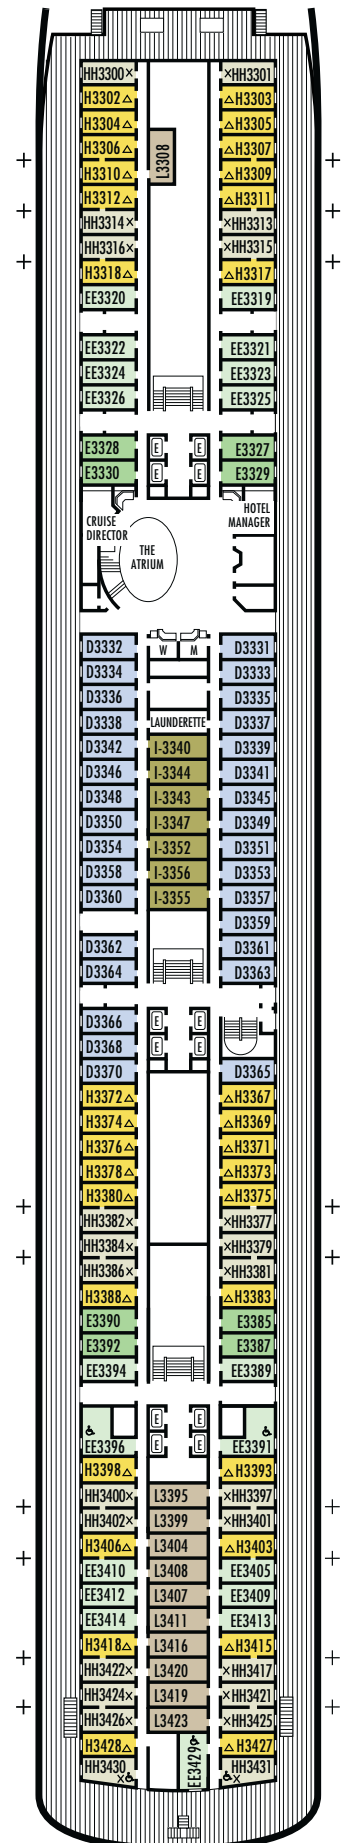 HH3300× ×HH3301
H3302△ △H3303
H3304△ △H3305
H3306△ L3308 △H3307
H3310△ △H3309
H3312△ △H3311
HH3314× ×HH3313
HH3316× ×HH3315
H3318△ △H3317
EE3320 EE3319
EE3322 EE3321
EE3324 EE3323
EE3326 EE3325
E3328 E E E3327
E3330 E E E3329
CRUISE DIRECTOR
THE ATRIUM
HOTEL MANAGER
D3332 W M D3331
D3334 D3333
D3336 D3335
D3338 LAUNDERETTE D3337
D3342 I-3340 D3339
D3346 I-3344 D3341
D3348 I-3343 D3345
D3350 I-3347 D3349
D3354 I-3352 D3351
D3358 I-3356 D3353
D3360 I-3355 D3357
D3359
D3362 D3361
D3364 D3363
D3366 E E
D3368 E E
D3370 D3365
H3372△ △H3367
H3374△ △H3369
H3376△ △H3371
H3378△ △H3373
H3380△ △H3375
HH3382× ×HH3377
HH3384× ×HH3379
HH3386× ×HH3381
H3388△ △H3383
E3390 E3385
E3392 E3387
EE3394 EE3389
E E
EE3396 E E EE3391
H3398△ △H3393
HH3400× L3395 ×HH3397
HH3402× L3399 ×HH3401
H3406△ L3404 △H3403
EE3410 L3408 EE3405
EE3412 L3407 EE3409
EE3414 L3411 EE3413
H3418△ L3416 △H3415
HH3422× L3420 ×HH3417
HH3424× L3419 ×HH3421
HH3426× L3423 ×HH3425
H3428△ EE3429 △H3427
HH3430 × × HH3431